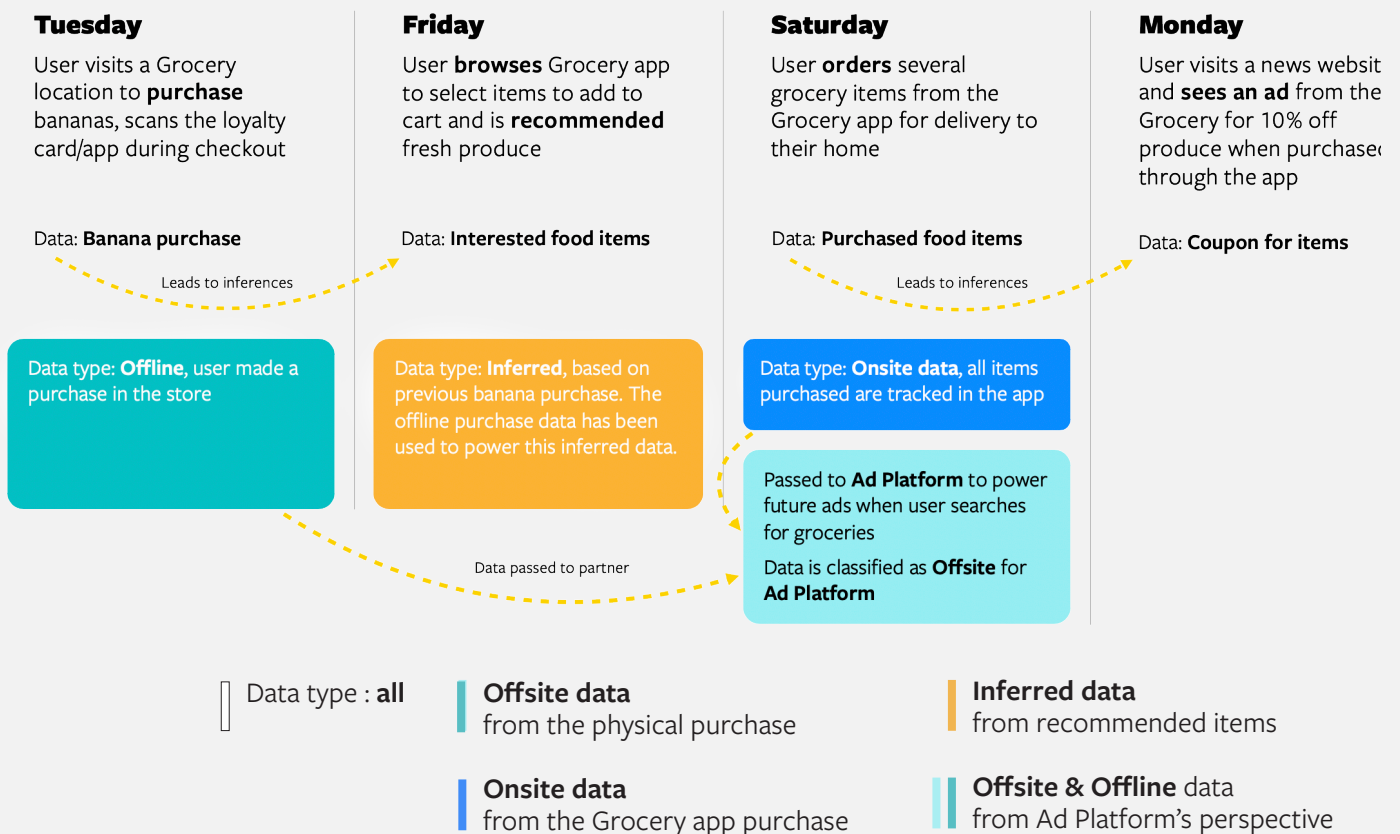 Tuesday
User visits a Grocery
location to purchase
bananas, scans the loyalty
card/app during checkout
Data: Banana purchase
Leads to inferences
Data type: Offline, user made a
purchase in the store
Friday
User browses Grocery app
to select items to add to
cart and is recommended
fresh produce
Data: Interested food items
Data type: Inferred, based on
previous banana purchase. The
offline purchase data has been
used to power this inferred data.
Data passed to partner
Saturday
User orders several
grocery items from the
Grocery app for delivery to
their home
Data: Purchased food items
Leads to inferences
Data type: Onsite data, all items
purchased are tracked in the app
Passed to Ad Platform to power
future ads when user searches
for groceries
Data is classified as Offsite for
Ad Platform
Monday
User visits a news websit
and sees an ad from the
Grocery for 10% off
produce when purchased
through the app
Data: Coupon for items
Data type : all
Offsite data
from the physical purchase
Inferred data
from recommended items
Onsite data
from the Grocery app purchase
Offsite & Offline data
from Ad Platform's perspective